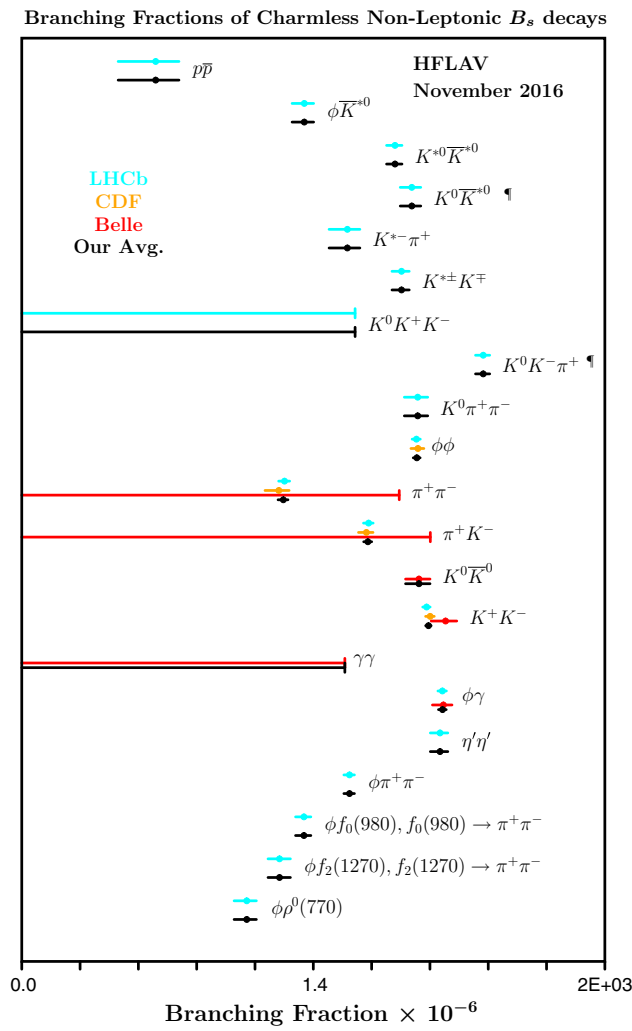 Branching Fractions of Charmless Non-Leptonic Bₛ decays
HFLAV
November 2016
pp̅
ϕK̅*⁰
K*⁰K̅*⁰
LHCb
CDF
Belle
Our Avg.
K⁰K̅*⁰ ¶
K*⁻π⁺
K*±K∓
K⁰K⁺K⁻
K⁰K⁻π⁺ ¶
K⁰π⁺π⁻
ϕϕ
π⁺π⁻
π⁺K⁻
K⁰K̅⁰
K⁺K⁻
γγ
ϕγ
η′η′
ϕπ⁺π⁻
ϕf₀(980), f₀(980) → π⁺π⁻
ϕf₂(1270), f₂(1270) → π⁺π⁻
ϕρ⁰(770)
0.0 1.4 2E+03
Branching Fraction × 10⁻⁶